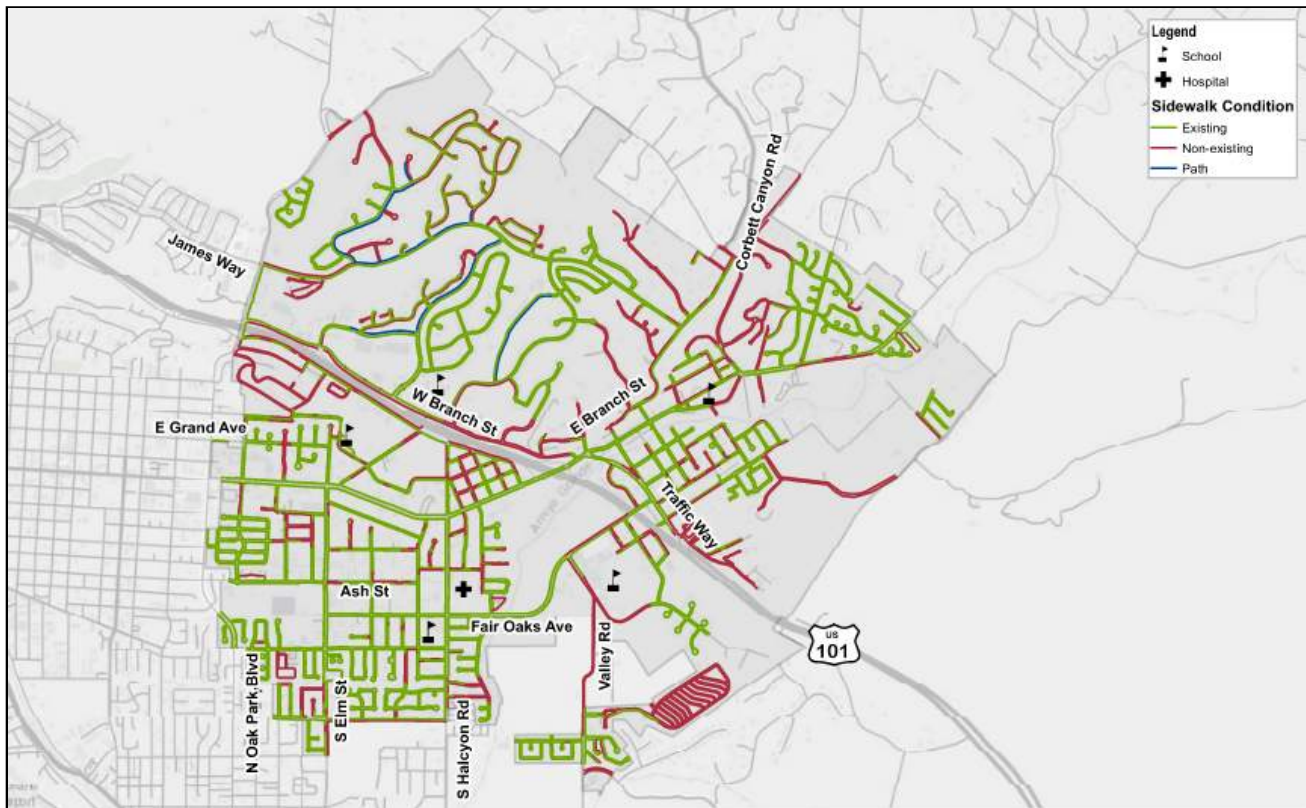 Legend
School
Hospital
Sidewalk Condition
Existing
Non-existing
Path
Corbett Canyon Rd
James Way
W Branch St
E Branch St
E Grand Ave
Traffic Way
Ash St
Fair Oaks Ave
Valley Rd
US
101
N Oak Park Blvd
S Elm St
S Halcyon Rd